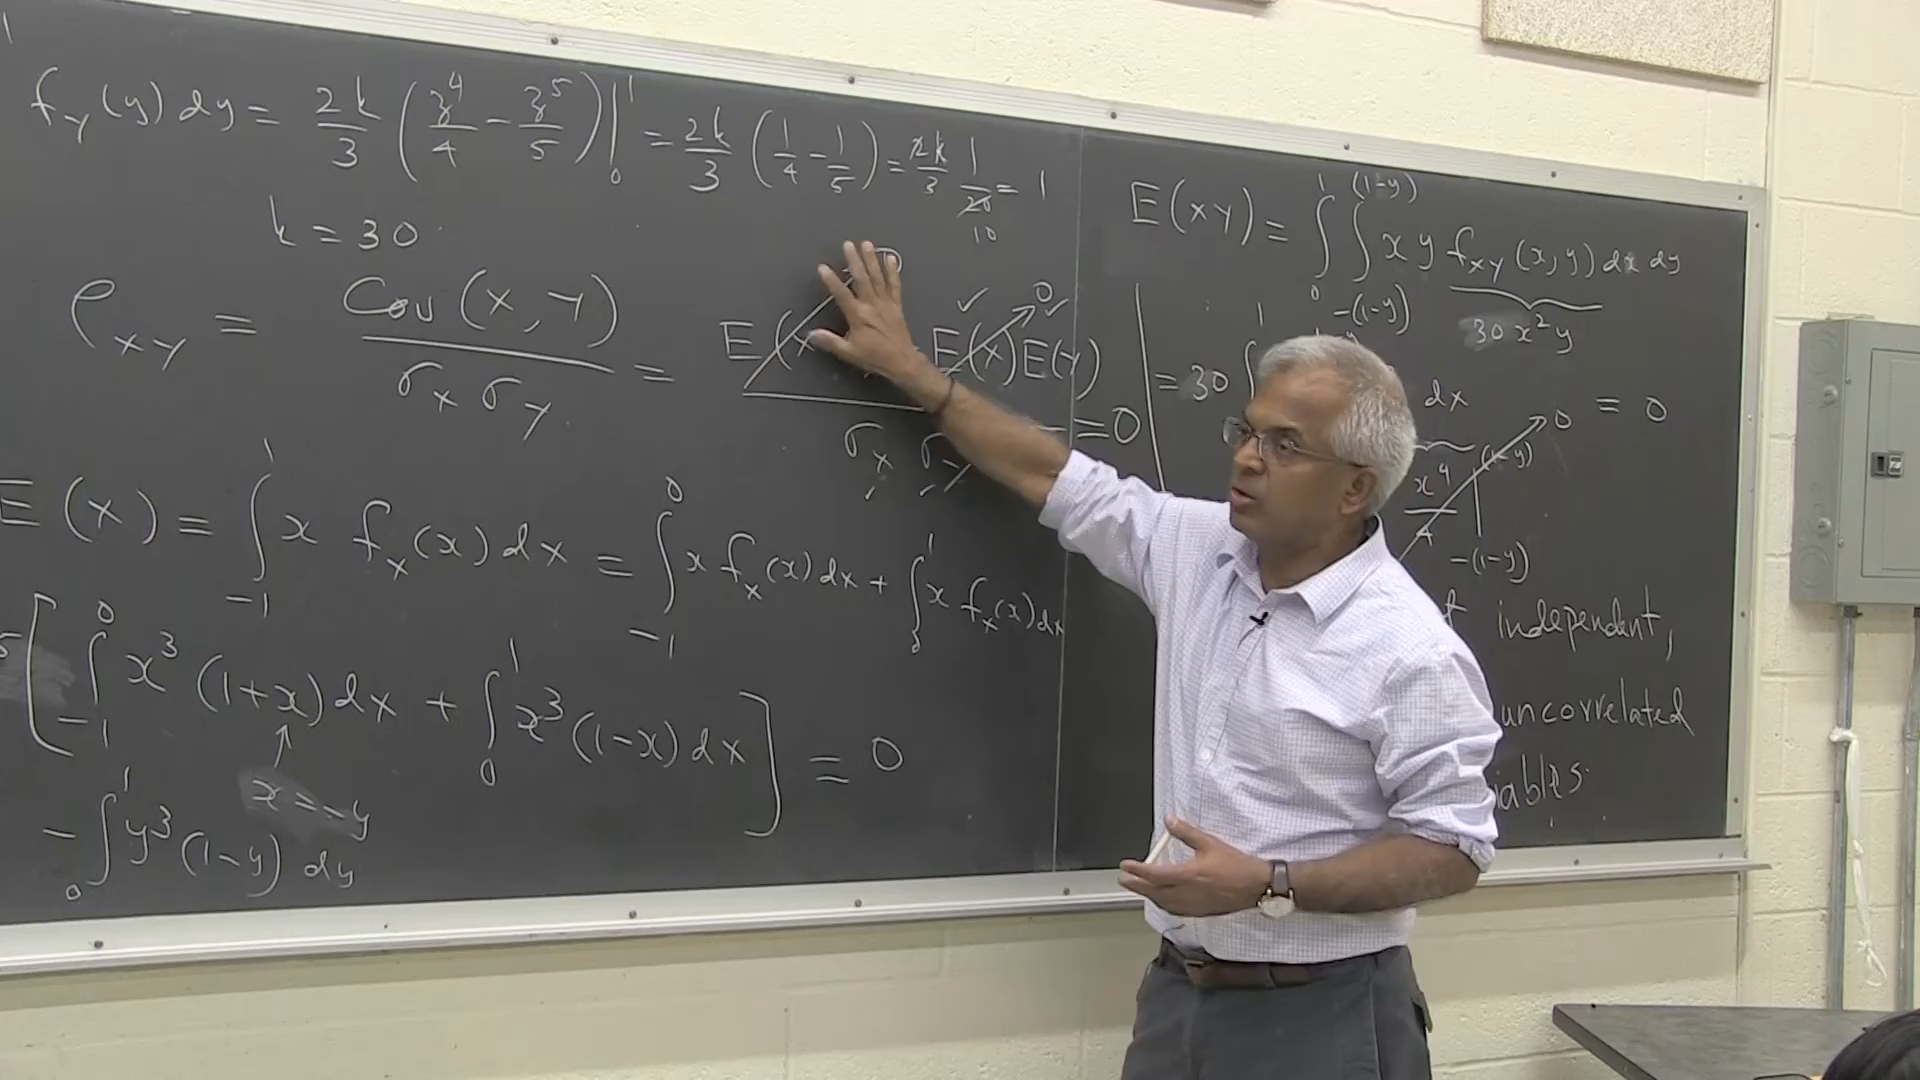 f_Y(y) dy = 2k/3 (z^4/4 - z^5/5)|_0^1 = 2k/3 (1/4 - 1/5) = 2k/3 1/20 = 1
10
k = 30
ρ_XY = Cov(X, Y) / σ_X σ_Y = E(X - E(X)E(Y) / σ_X σ_Y = 0
0
E(X) = ∫_{-1}^{1} x f_X(x) dx = ∫_{-1}^{0} x f_X(x) dx + ∫_0^1 x f_X(x) dx
[∫_{-1}^{0} x^3 (1+x) dx + ∫_0^1 x^3 (1-x) dx] = 0
x = -y
- ∫_0^1 y^3 (1-y) dy
E(XY) = ∫_0^1 ∫_{-(1-y)}^{(1-y)} x y f_XY(x, y) dx dy
30 x^2 y
= 30 ∫^1 dx = 0
x^4/4 |_{-(1-y)}^{(1-y)} 0
independent,
uncorrelated